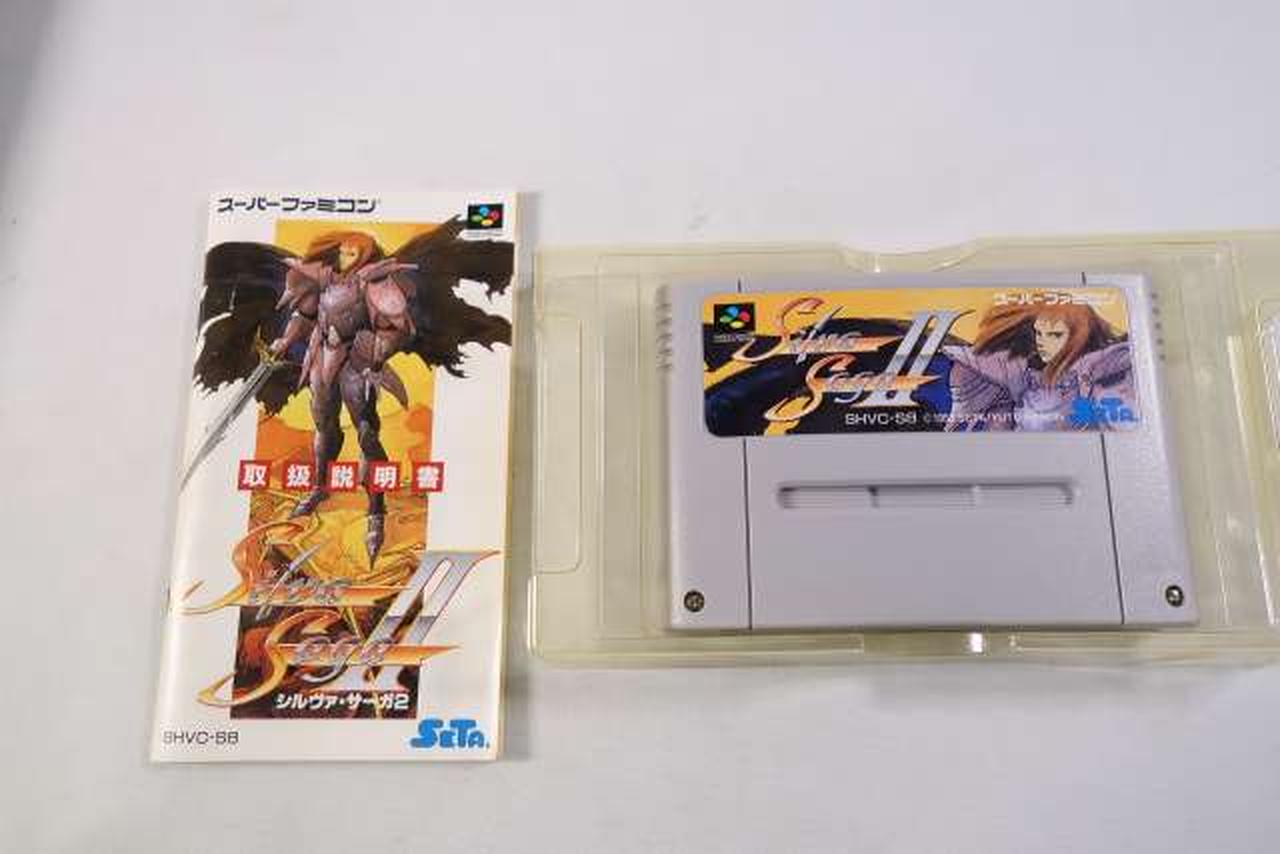 スーパーファミコン
取扱説明書
Silva
Saga II
シルヴァ・サーガ2
SHVC-S8
SETA
スーパーファミコン
Silva
Saga II
SHVC-S8
SETA